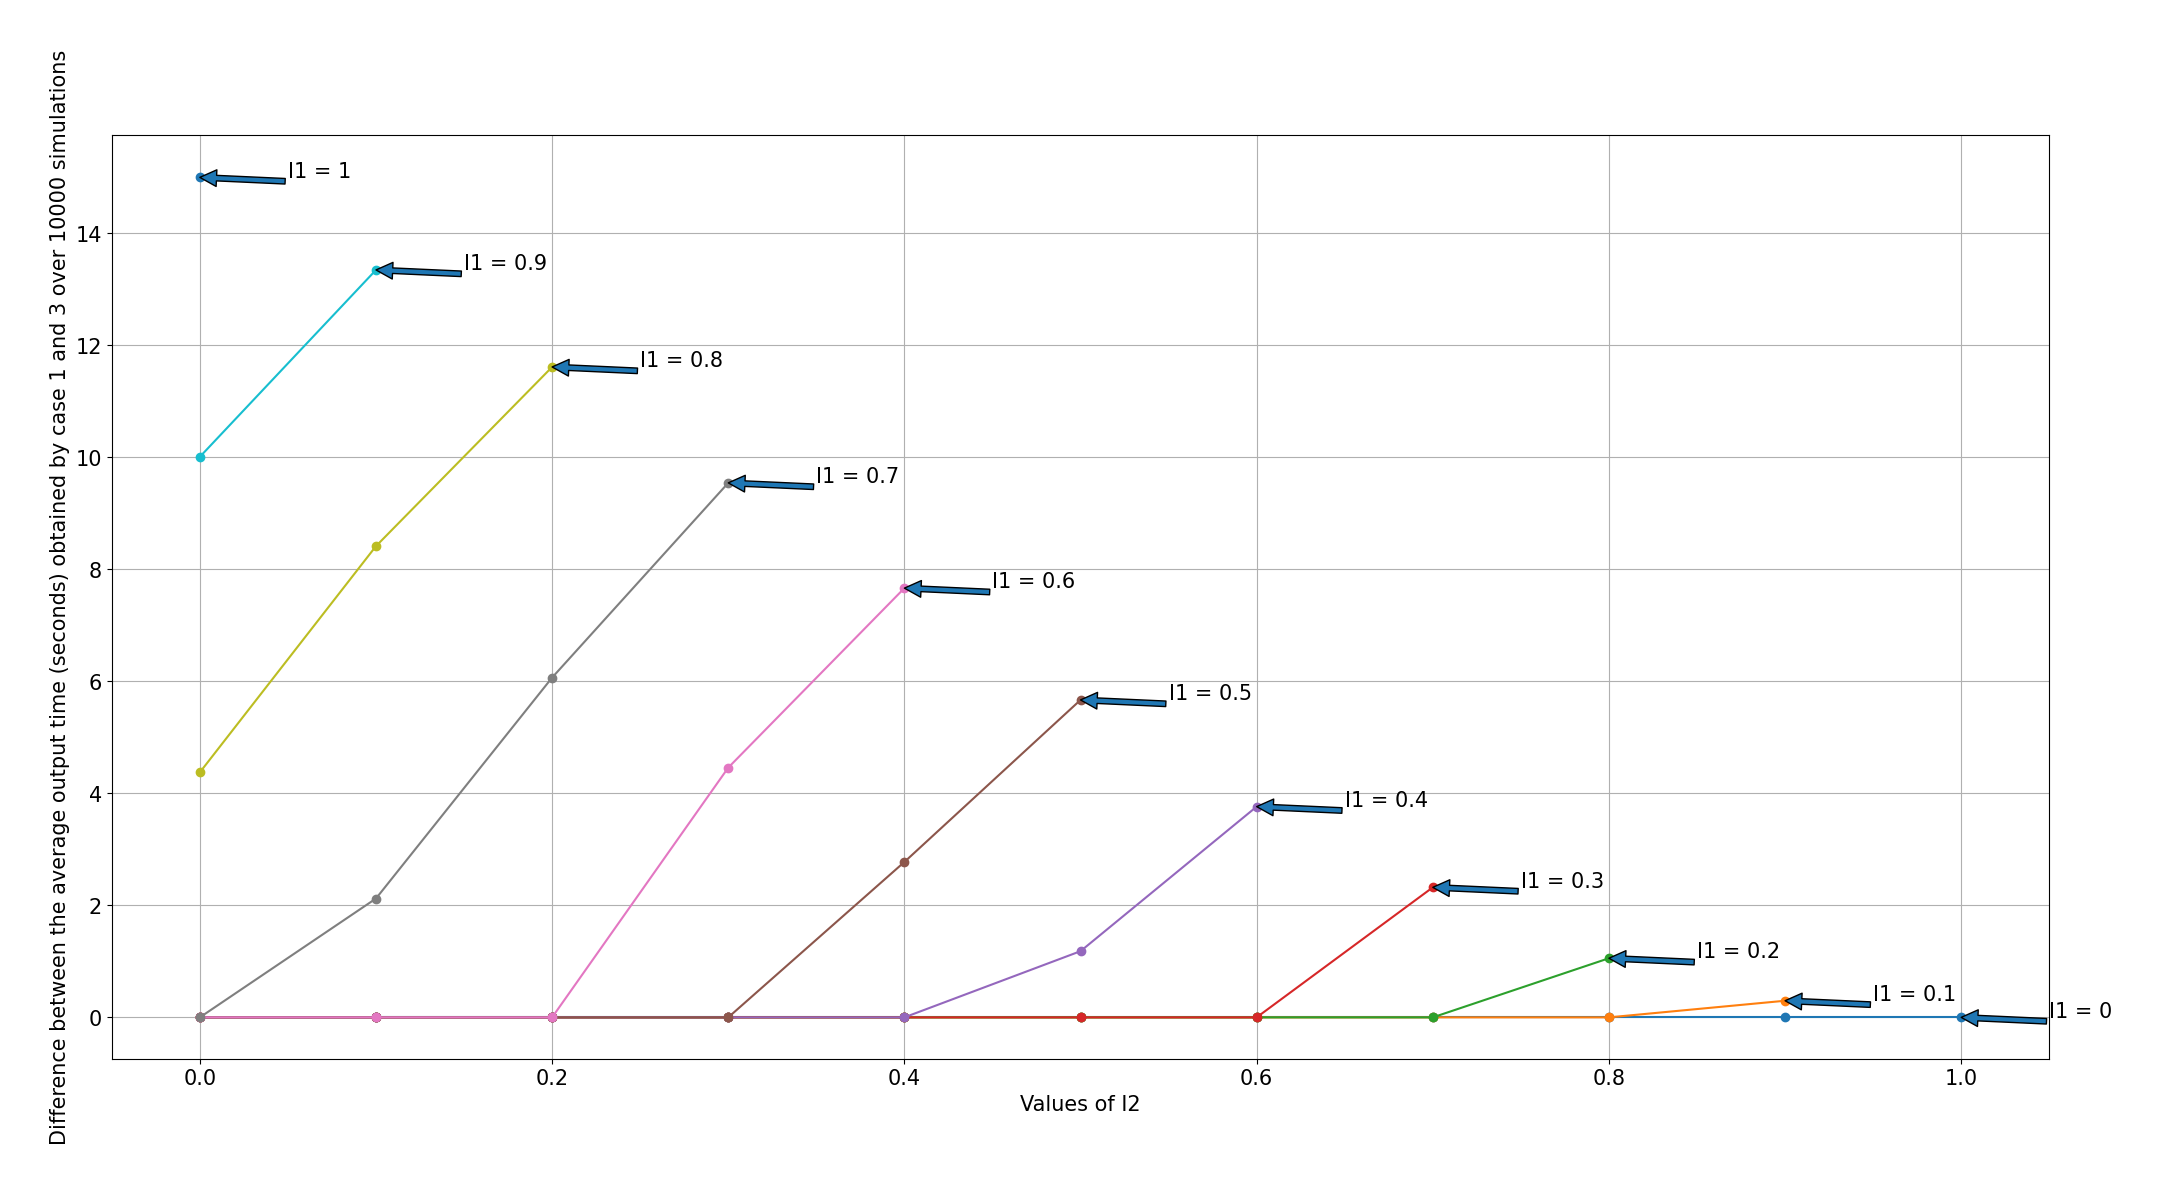 Difference between the average output time (seconds) obtained by case 1 and 3 over 10000 simulations
I1 = 1
14
I1 = 0.9
12
I1 = 0.8
10
I1 = 0.7
8
I1 = 0.6
6
I1 = 0.5
4
I1 = 0.4
I1 = 0.3
2
I1 = 0.2
I1 = 0.1
0
I1 = 0
0.0 0.2 0.4 0.6 0.8 1.0
Values of I2